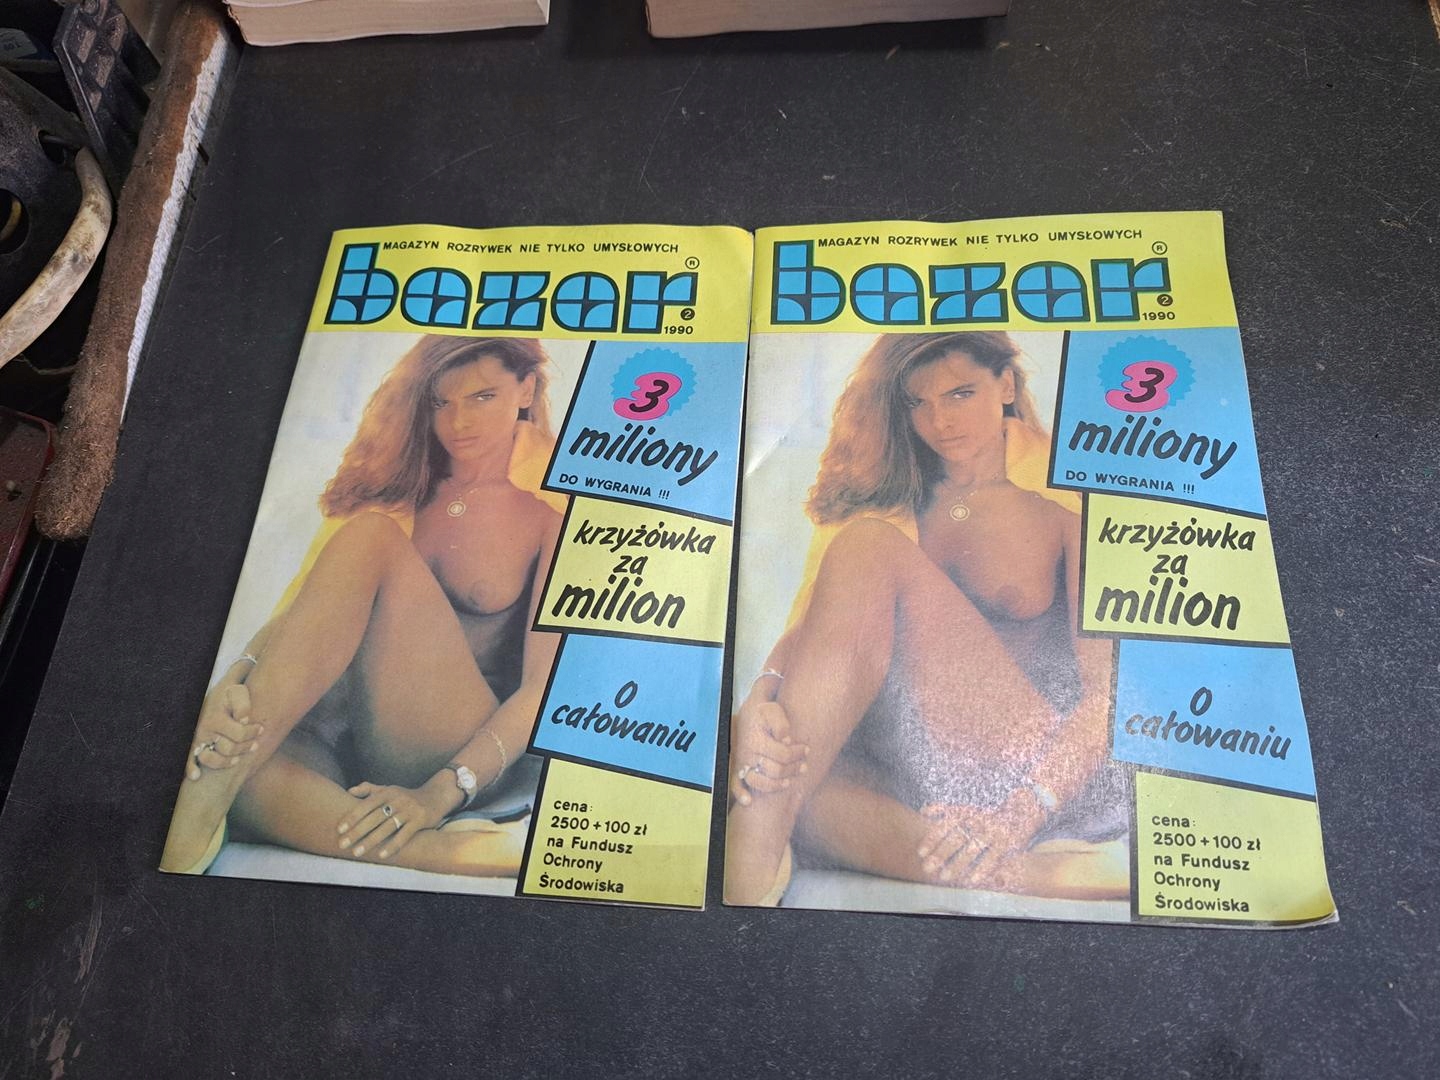 MAGAZYN ROZRYWEK NIE TYLKO UMYSŁOWYCH
bazar ®
2
1990
3
miliony
DO WYGRANIA !!!
krzyżówka
za
milion
O
całowaniu
cena:
2500 + 100 zł
na Fundusz
Ochrony
Środowiska
MAGAZYN ROZRYWEK NIE TYLKO UMYSŁOWYCH
bazar ®
2
1990
3
miliony
DO WYGRANIA !!!
krzyżówka
za
milion
O
całowaniu
cena:
2500 + 100 zł
na Fundusz
Ochrony
Środowiska